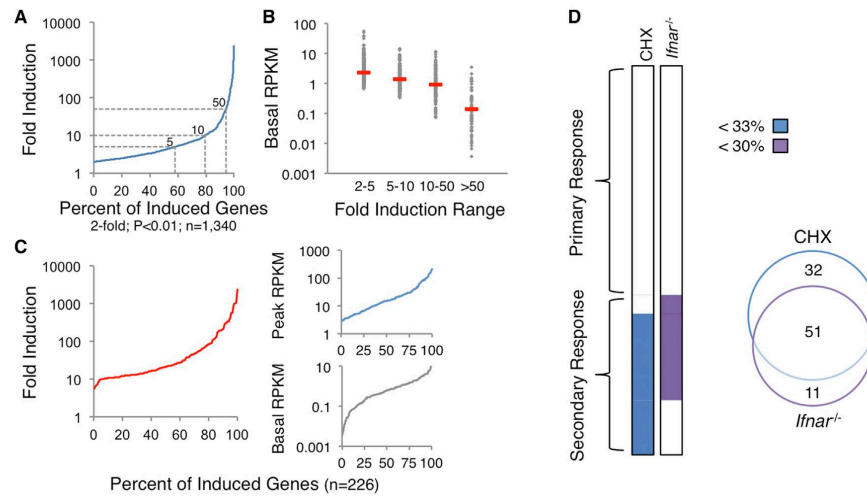 A
10000
1000
100
10
1
Fold Induction
50
10
5
0 20 40 60 80 100
Percent of Induced Genes
2-fold; P<0.01; n=1,340
B
100
10
1
0.1
0.01
0.001
Basal RPKM
2-5 5-10 10-50 >50
Fold Induction Range
C
10000
1000
100
10
1
Fold Induction
0 20 40 60 80 100
1000
100
10
1
Peak RPKM
0 25 50 75 100
10
0.1
0.001
Basal RPKM
0 25 50 75 100
Percent of Induced Genes (n=226)
D
CHX
Ifnar-/-
Primary Response
Secondary Response
< 33%
< 30%
CHX
32
51
11
Ifnar-/-